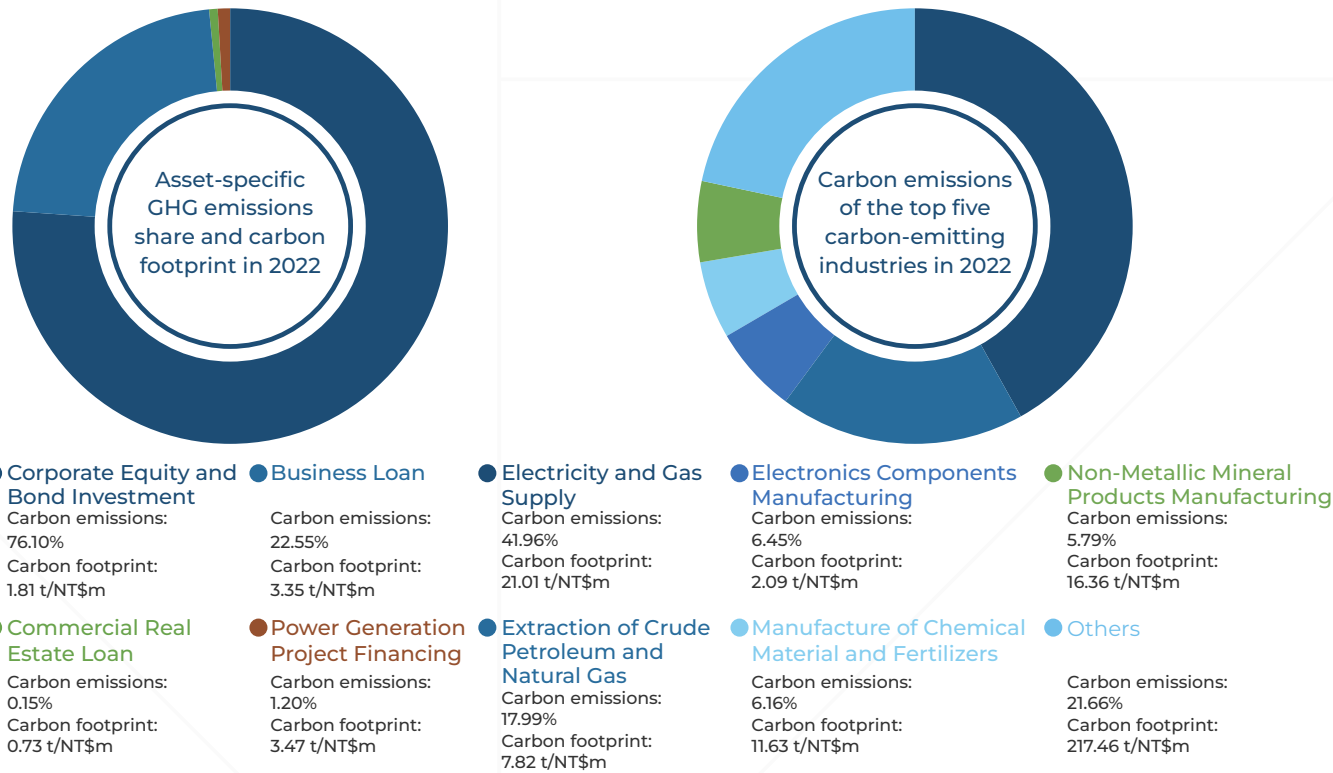 Asset-specific
GHG emissions
share and carbon
footprint in 2022
Carbon emissions
of the top five
carbon-emitting
industries in 2022
Corporate Equity and
Bond Investment
Carbon emissions:
76.10%
Carbon footprint:
1.81 t/NT$m
Business Loan
Carbon emissions:
22.55%
Carbon footprint:
3.35 t/NT$m
Commercial Real
Estate Loan
Carbon emissions:
0.15%
Carbon footprint:
0.73 t/NT$m
Power Generation
Project Financing
Carbon emissions:
1.20%
Carbon footprint:
3.47 t/NT$m
Electricity and Gas
Supply
Carbon emissions:
41.96%
Carbon footprint:
21.01 t/NT$m
Electronics Components
Manufacturing
Carbon emissions:
6.45%
Carbon footprint:
2.09 t/NT$m
Non-Metallic Mineral
Products Manufacturing
Carbon emissions:
5.79%
Carbon footprint:
16.36 t/NT$m
Extraction of Crude
Petroleum and
Natural Gas
Carbon emissions:
17.99%
Carbon footprint:
7.82 t/NT$m
Manufacture of Chemical
Material and Fertilizers
Carbon emissions:
6.16%
Carbon footprint:
11.63 t/NT$m
Others
Carbon emissions:
21.66%
Carbon footprint:
217.46 t/NT$m